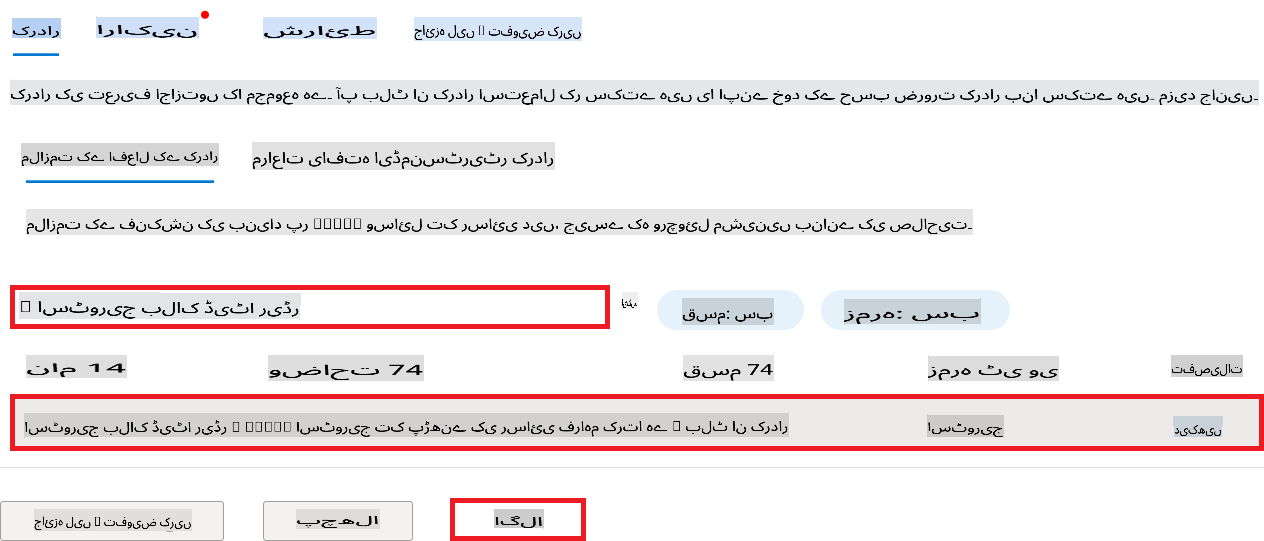 کردار اراکین شرائط جائزہ لیں تفویض کریں
کردار کی تعریف اجازتوں کا مجموعہ ہے۔ آپ بلٹ ان کردار استعمال کر سکتے ہیں یا اپنے خود کے حسب ضرورت کردار بنا سکتے ہیں۔ مزید جانیں۔
ملازمت کے افعال کے کردار مراعات یافتہ ایڈمنسٹریٹر کردار
ملازمت کے فنکشن کی بنیاد پر وسائل تک رسائی دیں، جیسے کہ ورچوئل مشینیں بنانے کی صلاحیت۔
اسٹوریج بلاک ڈیٹا ریڈر قسم: سب زمرہ: سب
نام 14 وضاحت 74 قسم 74 زمرہ ٹی وی تفصیلات
اسٹوریج بلاک ڈیٹا ریڈر اسٹوریج تک پڑھنے کی رسائی فراہم کرتا ہے بلٹ ان کردار اسٹوریج دیکھیں
جائزہ لیں تفویض کریں پچھلا اگلا